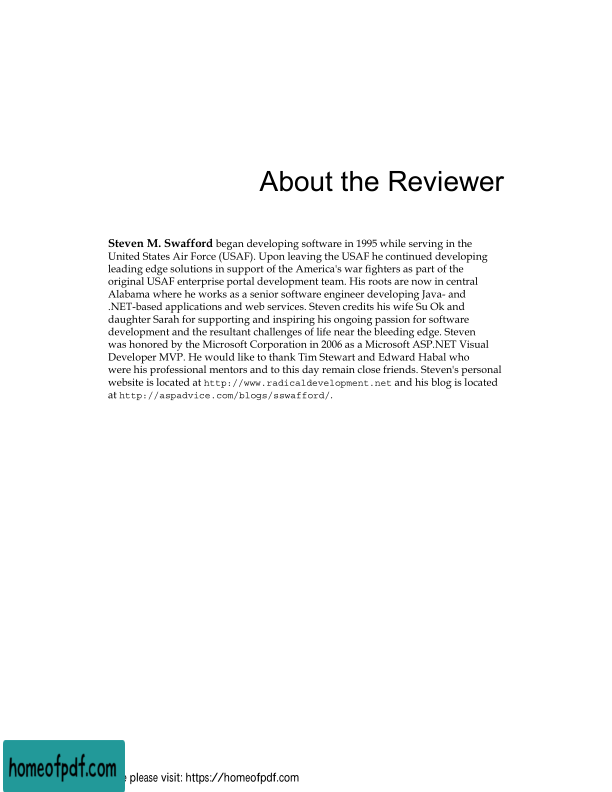 About the Reviewer
Steven M. Swafford began developing software in 1995 while serving in the
United States Air Force (USAF). Upon leaving the USAF he continued developing
leading edge solutions in support of the America's war fighters as part of the
original USAF enterprise portal development team. His roots are now in central
Alabama where he works as a senior software engineer developing Java- and
.NET-based applications and web services. Steven credits his wife Su Ok and
daughter Sarah for supporting and inspiring his ongoing passion for software
development and the resultant challenges of life near the bleeding edge. Steven
was honored by the Microsoft Corporation in 2006 as a Microsoft ASP.NET Visual
Developer MVP. He would like to thank Tim Stewart and Edward Habal who
were his professional mentors and to this day remain close friends. Steven's personal
website is located at http://www.radicaldevelopment.net and his blog is located
at http://aspadvice.com/blogs/sswafford/.
homeofpdf.com
please visit: https://homeofpdf.com